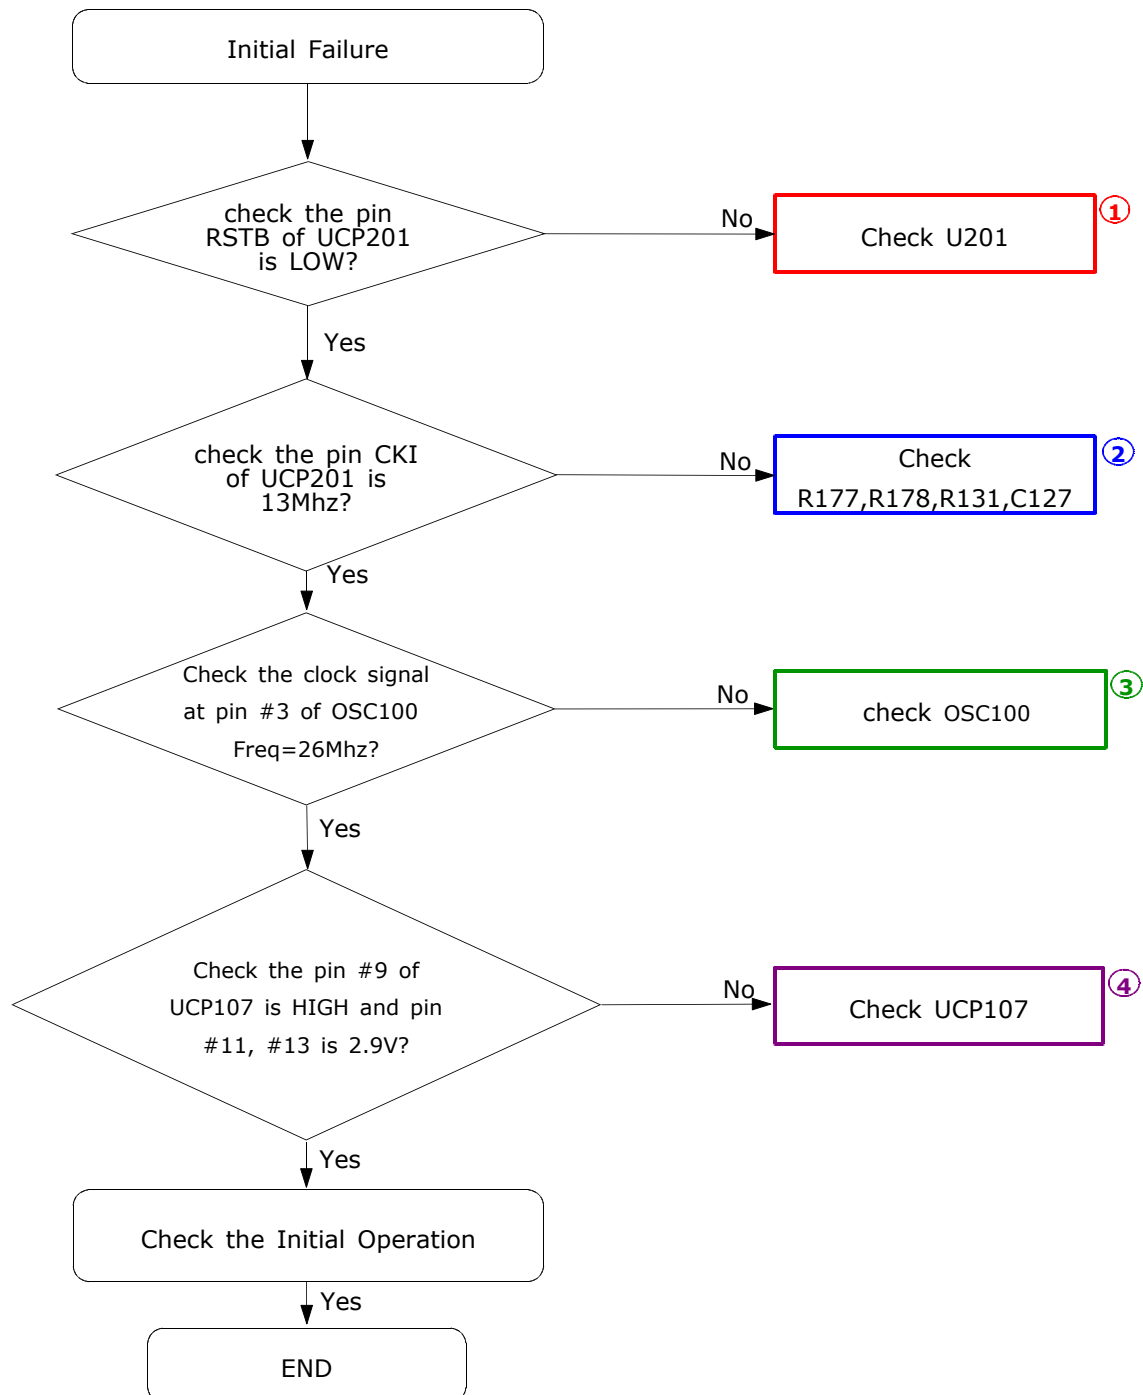 Initial Failure
check the pin
RSTB of UCP201
is LOW?
No
Check U201
1
Yes
check the pin CKI
of UCP201 is
13Mhz?
No
Check
R177,R178,R131,C127
2
Yes
Check the clock signal
at pin #3 of OSC100
Freq=26Mhz?
No
check OSC100
3
Yes
Check the pin #9 of
UCP107 is HIGH and pin
#11, #13 is 2.9V?
No
Check UCP107
4
Yes
Check the Initial Operation
Yes
END